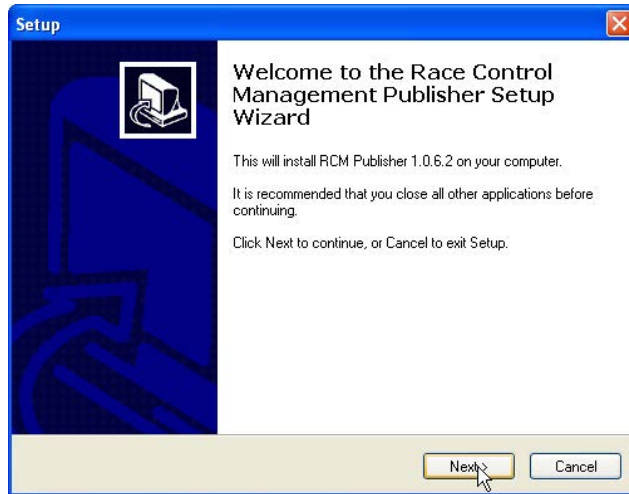 Setup
Welcome to the Race Control
Management Publisher Setup
Wizard
This will install RCM Publisher 1.0.6.2 on your computer.
It is recommended that you close all other applications before
continuing.
Click Next to continue, or Cancel to exit Setup.
Next >
Cancel